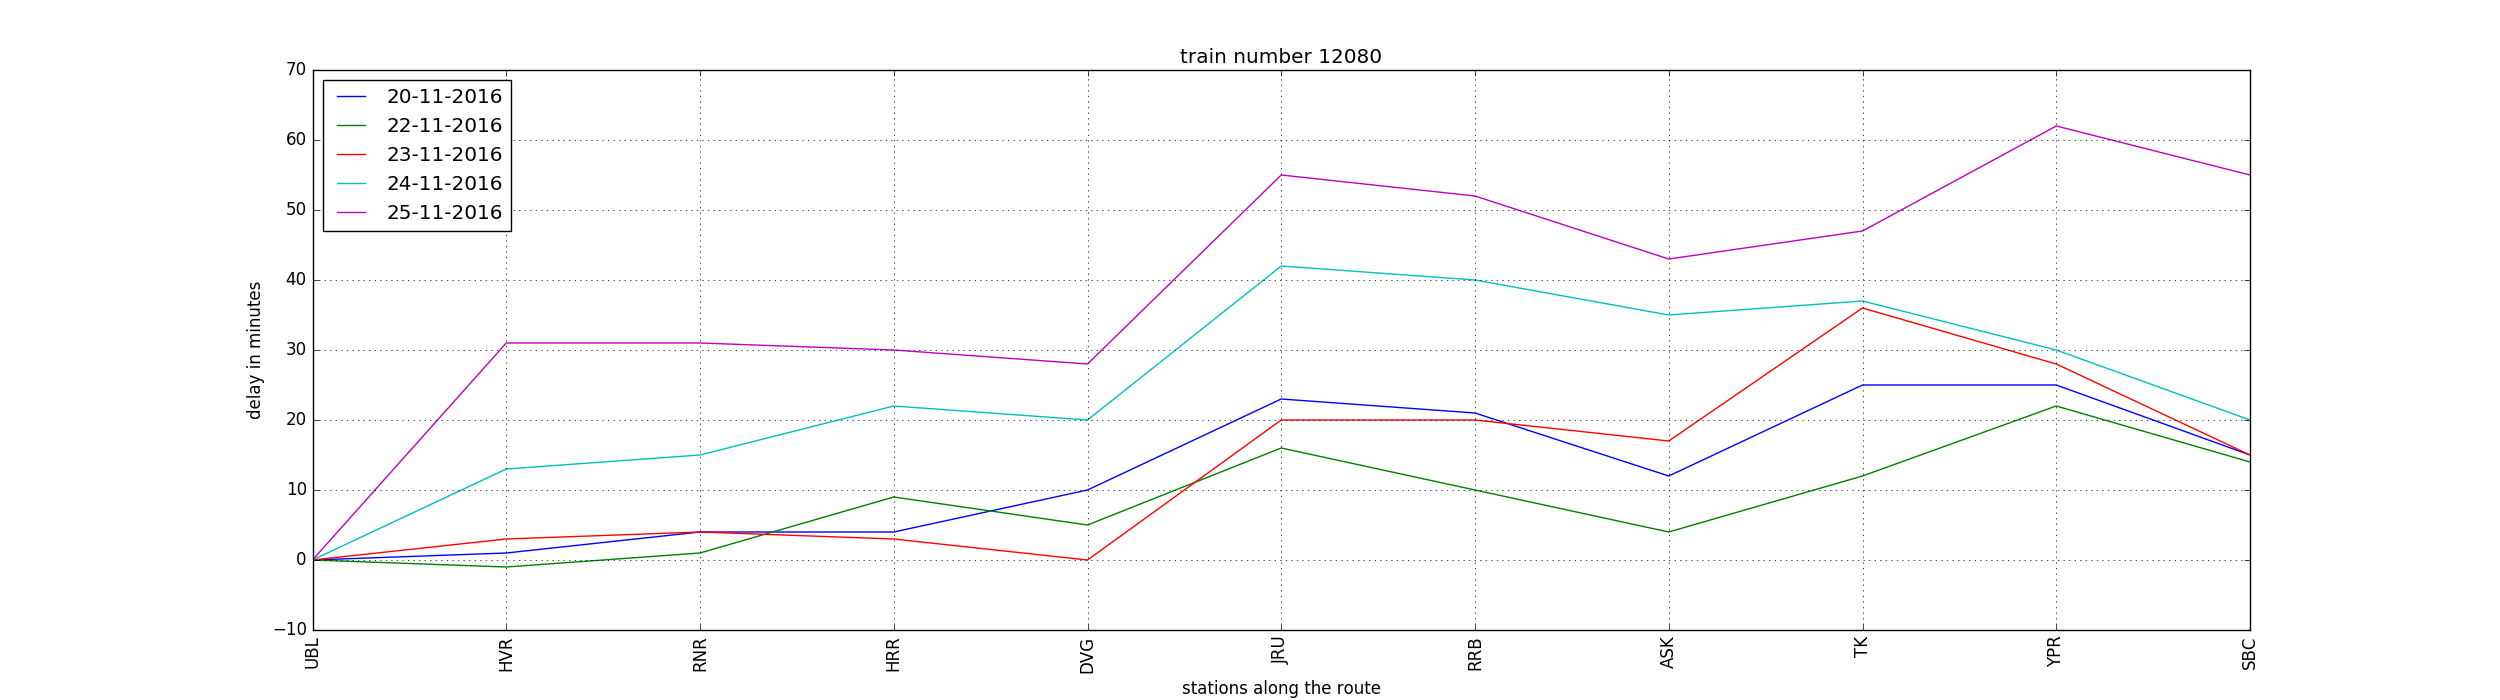 train number 12080
70
60
50
40
30
20
10
0
−10
delay in minutes
20-11-2016
22-11-2016
23-11-2016
24-11-2016
25-11-2016
UBL
HVR
RNR
HRR
DVG
JRU
RRB
ASK
TK
YPR
SBC
stations along the route